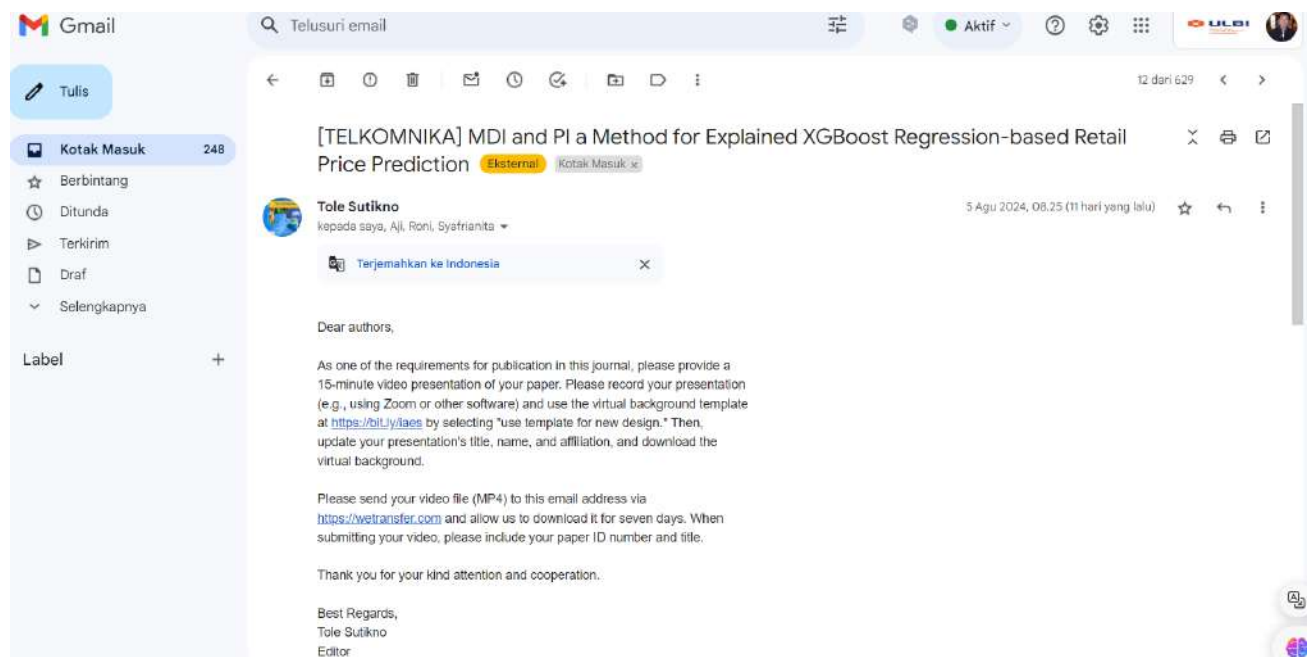 Gmail
Telusuri email
Aktif
ULBI
Tulis
12 dari 629
Kotak Masuk 248
Berbintang
Ditunda
Terkirim
Draf
Selengkapnya
Label
[TELKOMNIKA] MDI and PI a Method for Explained XGBoost Regression-based Retail
Price Prediction Eksternal Kotak Masuk x
Tole Sutikno 5 Agu 2024, 08.25 (11 hari yang lalu)
kepada saya, Aji, Roni, Syafrianita
Terjemahkan ke Indonesia
Dear authors,
As one of the requirements for publication in this journal, please provide a
15-minute video presentation of your paper. Please record your presentation
(e.g., using Zoom or other software) and use the virtual background template
at https://bit.ly/iaes by selecting "use template for new design." Then,
update your presentation's title, name, and affiliation, and download the
virtual background.
Please send your video file (MP4) to this email address via
https://wetransfer.com and allow us to download it for seven days. When
submitting your video, please include your paper ID number and title.
Thank you for your kind attention and cooperation.
Best Regards,
Tole Sutikno
Editor